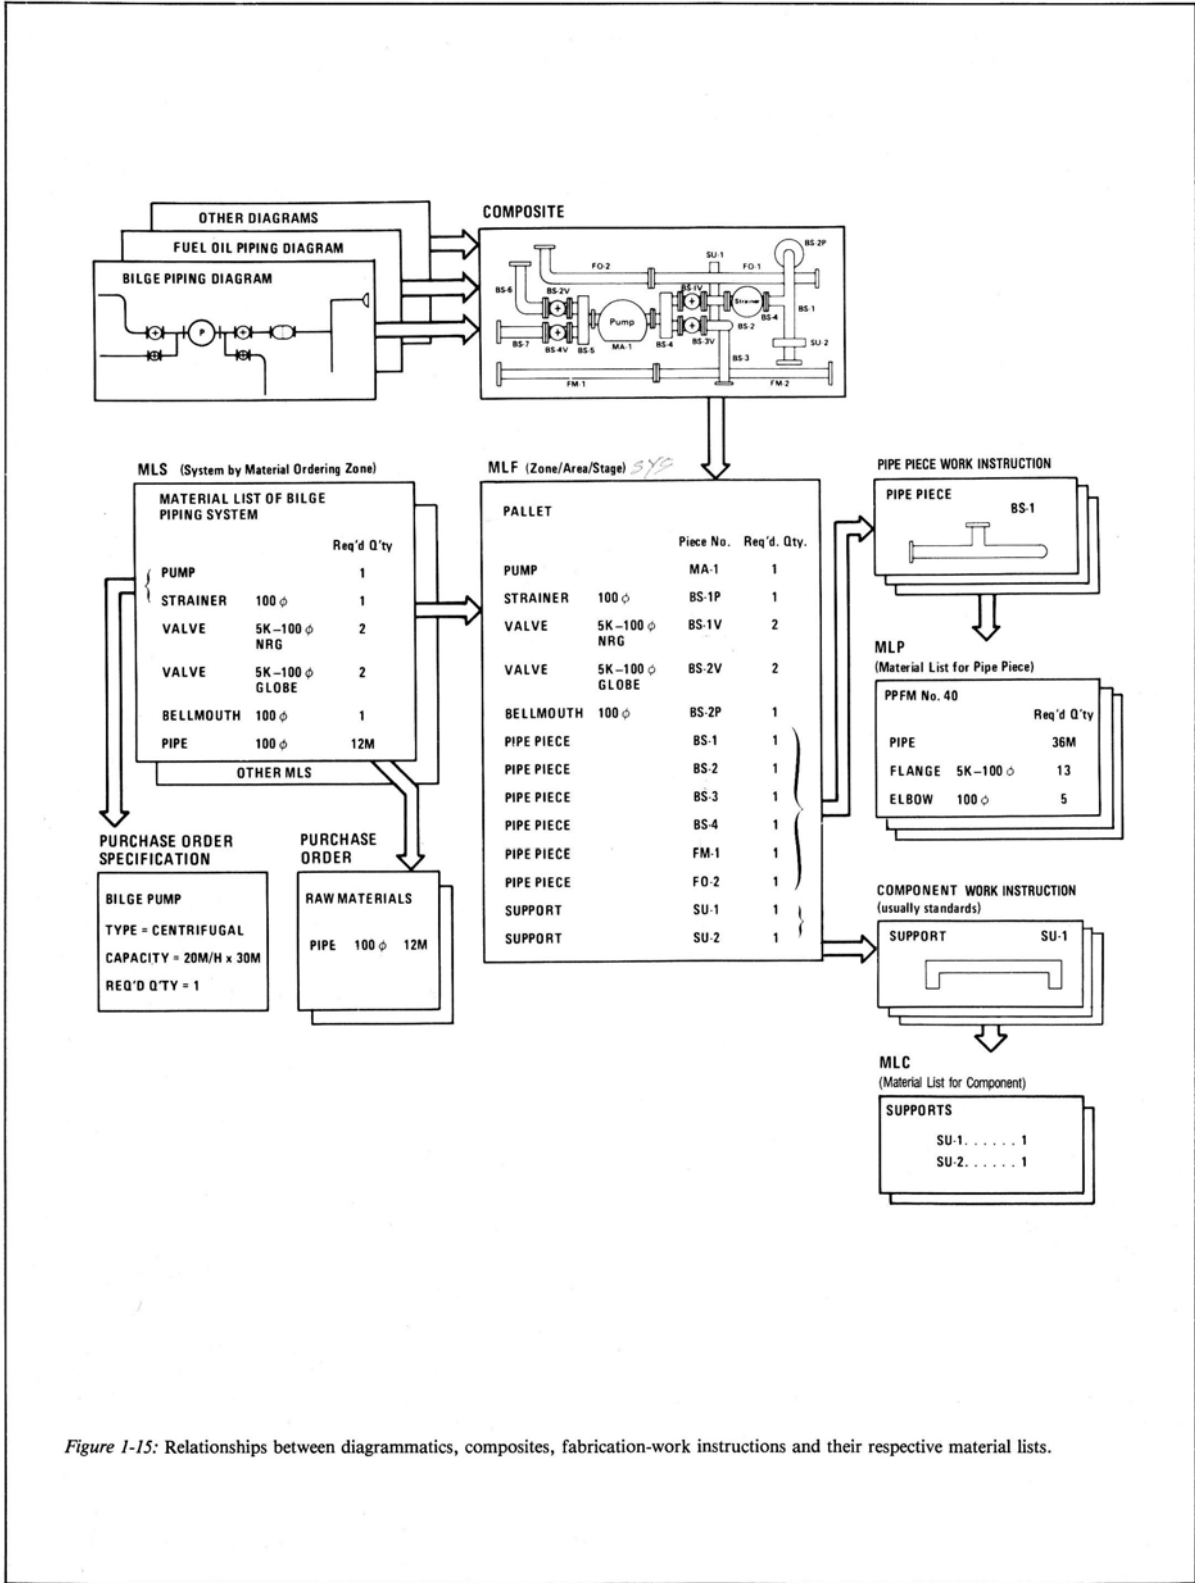 OTHER DIAGRAMS
FUEL OIL PIPING DIAGRAM
BILGE PIPING DIAGRAM
P
COMPOSITE
BS-2P
SU-1
FO-2
FO-1
BS-6
BS-2V
BS-1V
Strainer
BS-4
BS-1
Pump
BS-2
BS-7
BS-4V
BS-5
MA-1
BS-4
BS-3V
SU-2
BS-3
FM-1
FM-2
MLS (System by Material Ordering Zone)
MATERIAL LIST OF BILGE
PIPING SYSTEM
Req'd Q'ty
PUMP 1
STRAINER 100 ϕ 1
VALVE 5K–100 ϕ 2
NRG
VALVE 5K–100 ϕ 2
GLOBE
BELLMOUTH 100 ϕ 1
PIPE 100 ϕ 12M
OTHER MLS
PURCHASE ORDER
SPECIFICATION
BILGE PUMP
TYPE = CENTRIFUGAL
CAPACITY = 20M/H x 30M
REQ'D Q'TY = 1
PURCHASE
ORDER
RAW MATERIALS
PIPE 100 ϕ 12M
MLF (Zone/Area/Stage) SYS
PALLET
Piece No. Req'd. Qty.
PUMP MA-1 1
STRAINER 100 ϕ BS-1P 1
VALVE 5K–100 ϕ BS-1V 2
NRG
VALVE 5K–100 ϕ BS-2V 2
GLOBE
BELLMOUTH 100 ϕ BS-2P 1
PIPE PIECE BS-1 1
PIPE PIECE BS-2 1
PIPE PIECE BS-3 1
PIPE PIECE BS-4 1
PIPE PIECE FM-1 1
PIPE PIECE FO-2 1
SUPPORT SU-1 1
SUPPORT SU-2 1
PIPE PIECE WORK INSTRUCTION
PIPE PIECE
BS-1
MLP
(Material List for Pipe Piece)
PPFM No. 40
Req'd Q'ty
PIPE 36M
FLANGE 5K-100 ϕ 13
ELBOW 100 ϕ 5
COMPONENT WORK INSTRUCTION
(usually standards)
SUPPORT SU-1
MLC
(Material List for Component)
SUPPORTS
SU-1. . . . . . 1
SU-2. . . . . . 1
Figure 1-15: Relationships between diagrammatics, composites, fabrication-work instructions and their respective material lists.